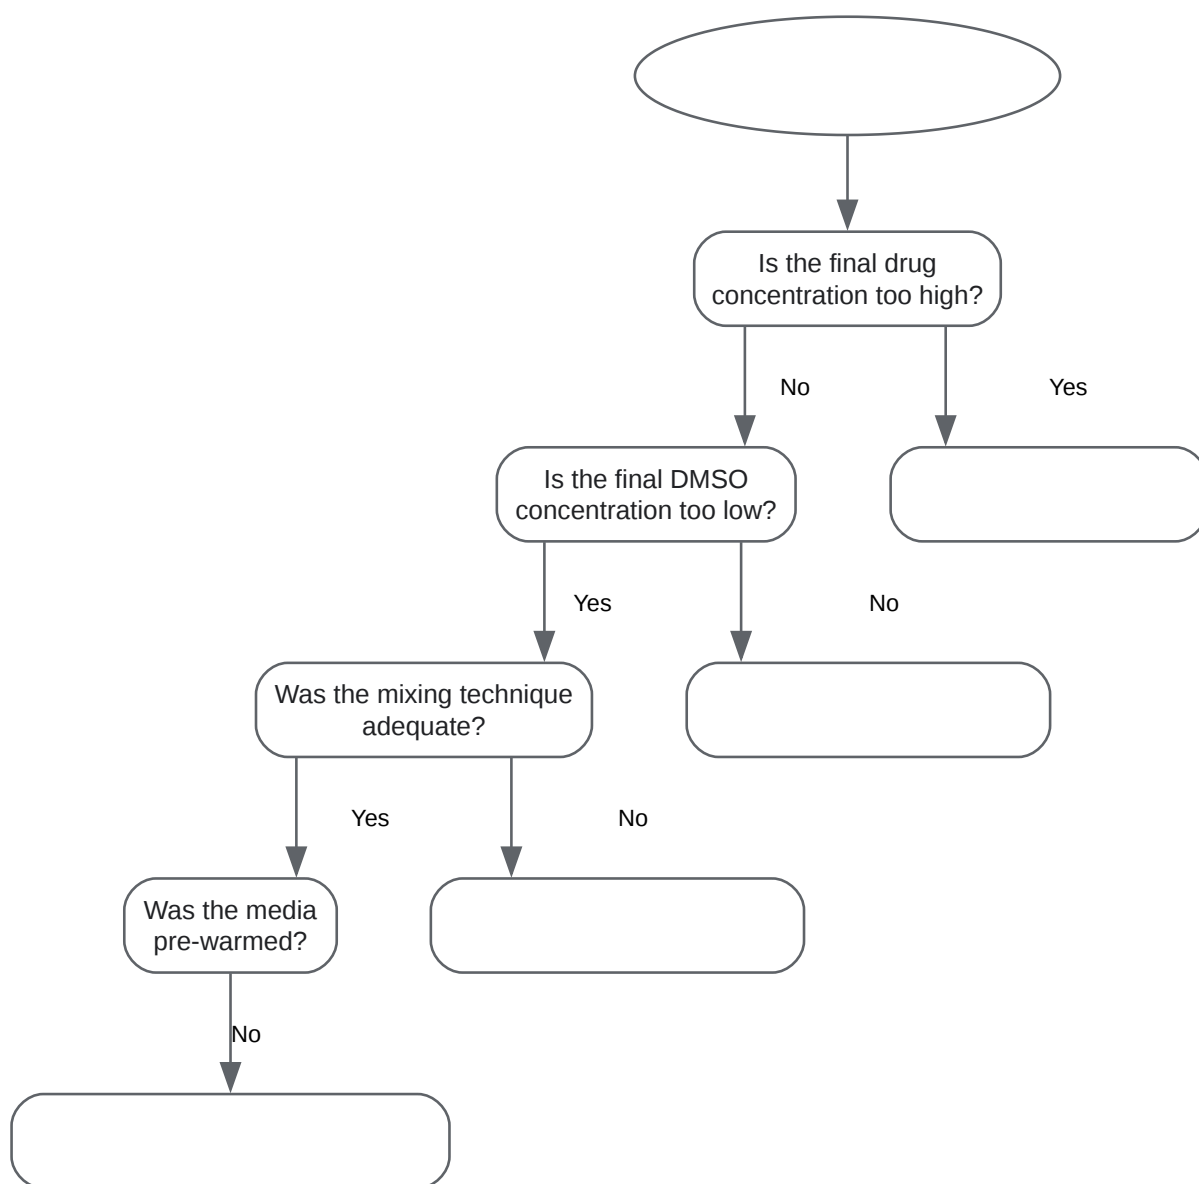 Is the final drug
concentration too high?
No
Yes
Is the final DMSO
concentration too low?
Yes
No
Was the mixing technique
adequate?
Yes
No
Was the media
pre-warmed?
No